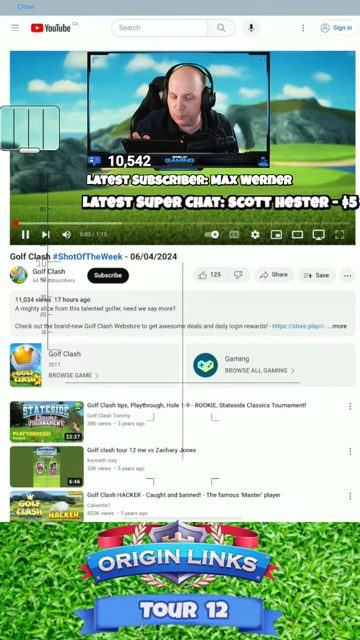 Close
YouTube CA
Search
Sign in
10,542
Latest Subscriber: Max Werner
Latest Super Chat: Scott Hester - $5
0:00 / 1:15
Golf Clash #ShotOfTheWeek - 06/04/2024
Golf Clash
Subscribe
125
Share
Save
11,034 views 17 hours ago
A mighty slice from this talented golfer, need we say more?
Check out the brand-new Golf Clash Webstore to get awesome deals and daily login rewards! - https://store.playd
...more
Golf Clash
2017
BROWSE GAME
Gaming
BROWSE ALL GAMING
STATESIDE
PLAYTHROUGH
23:37
Golf Clash tips, Playthrough, Hole 1-9 - ROOKIE, Stateside Classics Tournament!
Golf Clash Tommy
38K views • 3 years ago
6:46
Golf clash tour 12 me vs Zachary Jones
Kenneth Ivey
55K views • 5 years ago
GOLF CLASH
HACKER
Golf Clash HACKER - Caught and banned! - The famous 'Master' player
Calvente7
853K views • 5 years ago
ORIGIN LINKS
TOUR 12